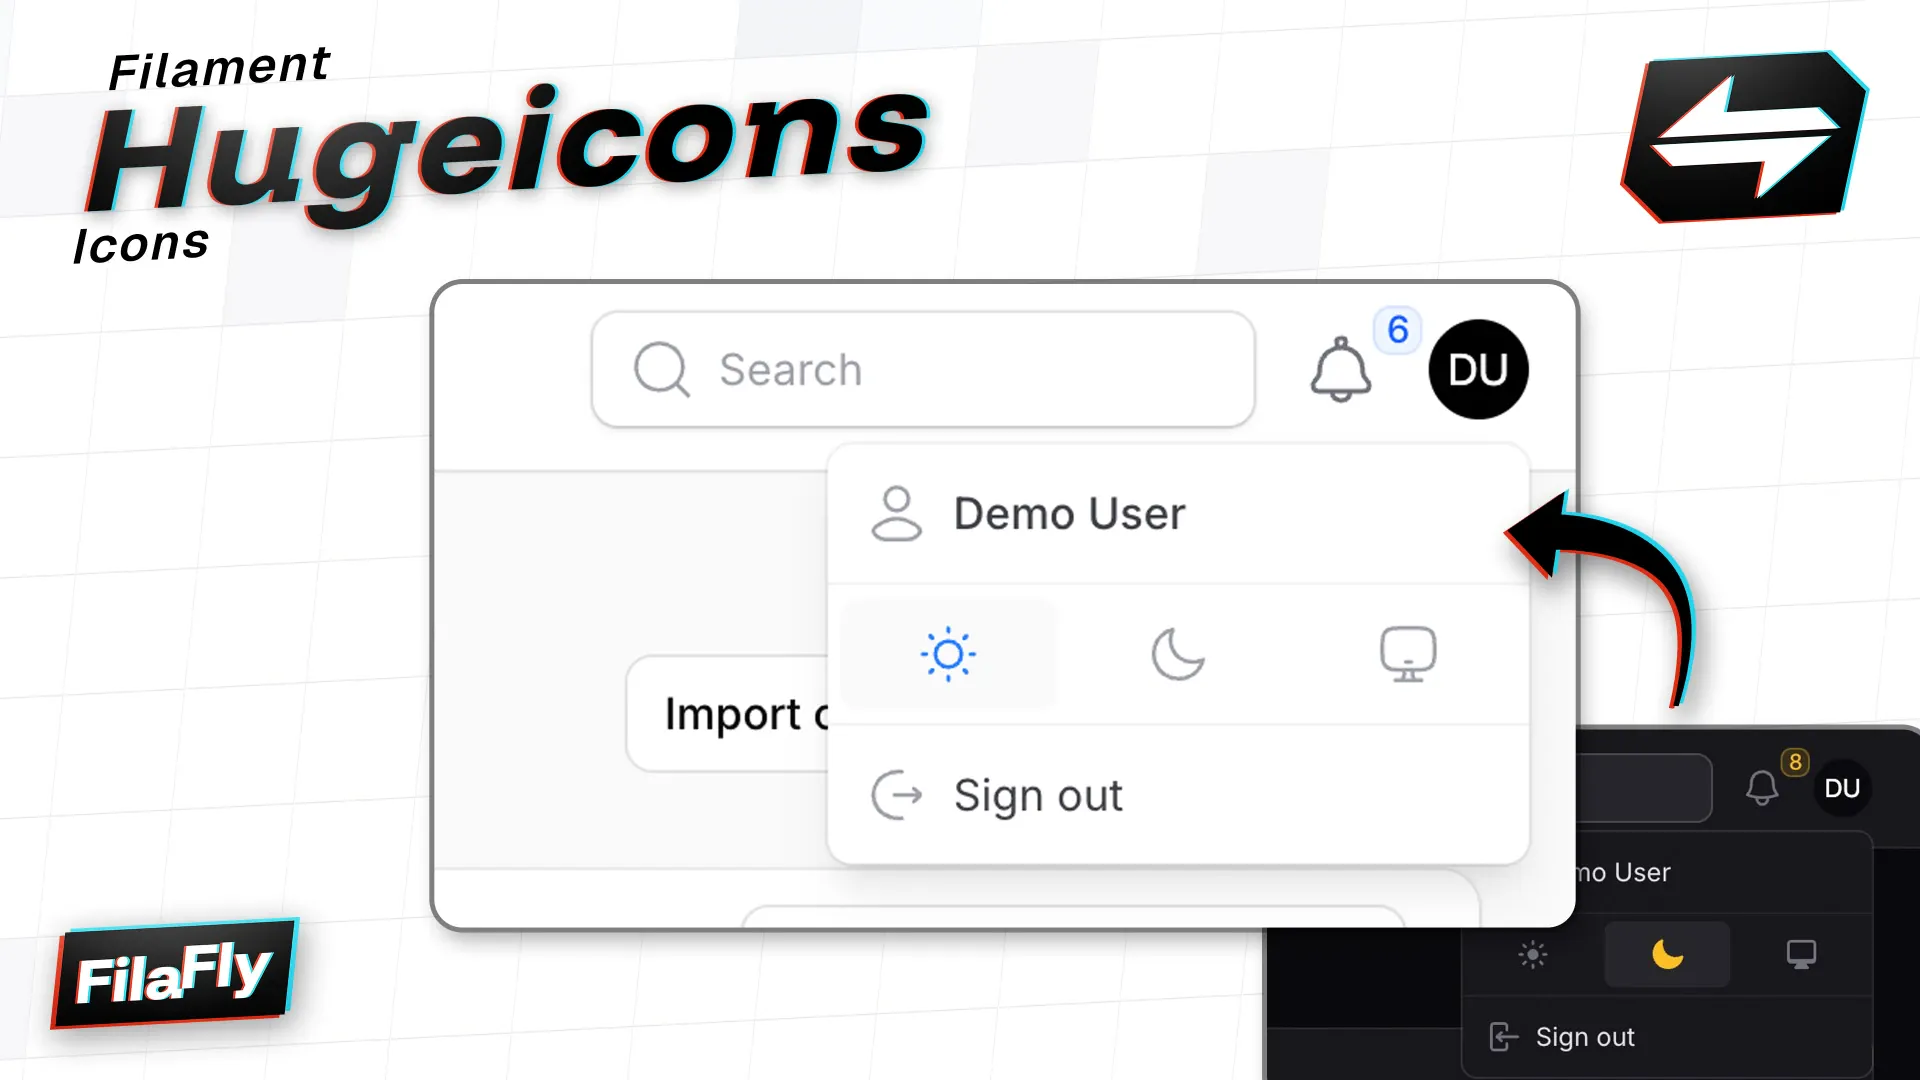 Filament
Hugeicons
Icons
Search
6
DU
Demo User
Import
Sign out
8
DU
mo User
Sign out
FilaFly